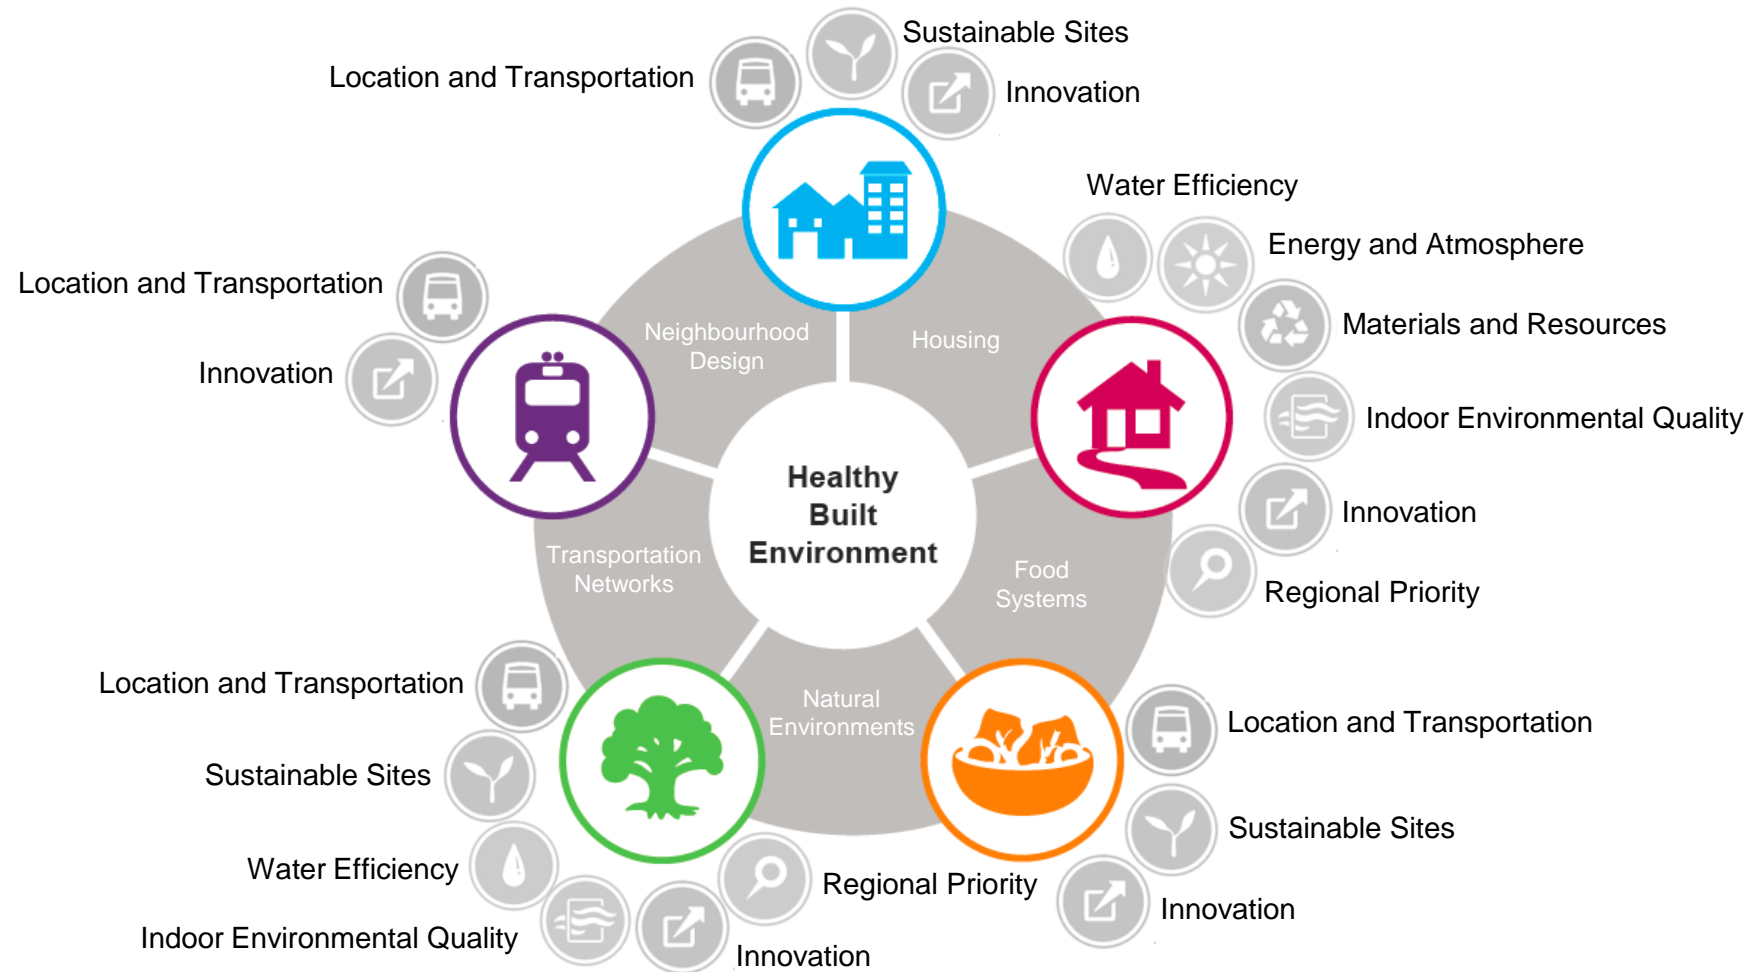 Sustainable Sites
Location and Transportation
Innovation
Water Efficiency
Energy and Atmosphere
Location and Transportation
Materials and Resources
Neighbourhood
Design
Housing
Innovation
Indoor Environmental Quality
Healthy
Built
Environment
Innovation
Transportation
Networks
Food
Systems
Regional Priority
Location and Transportation
Natural
Environments
Location and Transportation
Sustainable Sites
Sustainable Sites
Water Efficiency
Regional Priority
Innovation
Indoor Environmental Quality
Innovation